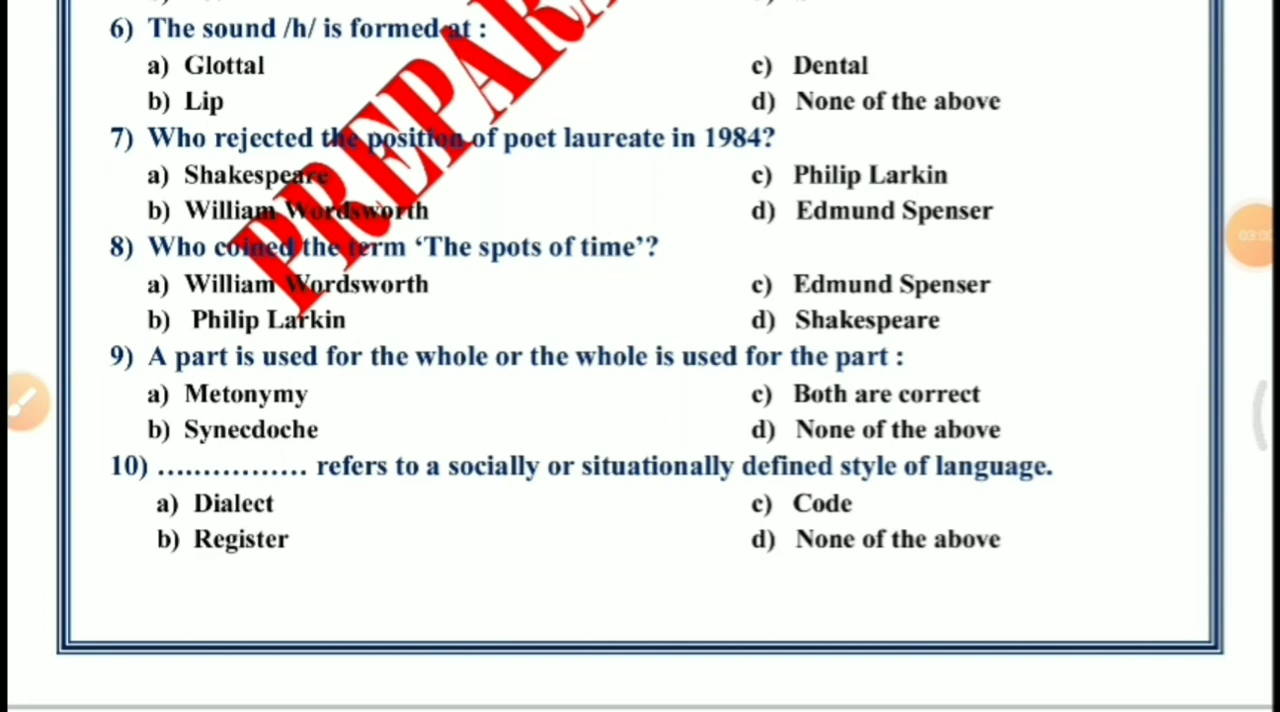 6) The sound /h/ is formed at :
a) Glottal c) Dental
b) Lip d) None of the above
7) Who rejected the position of poet laureate in 1984?
a) Shakespeare c) Philip Larkin
b) William Wordsworth d) Edmund Spenser
8) Who coined the term ‘The spots of time’?
a) William Wordsworth c) Edmund Spenser
b) Philip Larkin d) Shakespeare
9) A part is used for the whole or the whole is used for the part :
a) Metonymy c) Both are correct
b) Synecdoche d) None of the above
10) ................ refers to a socially or situationally defined style of language.
a) Dialect c) Code
b) Register d) None of the above
PREPAR